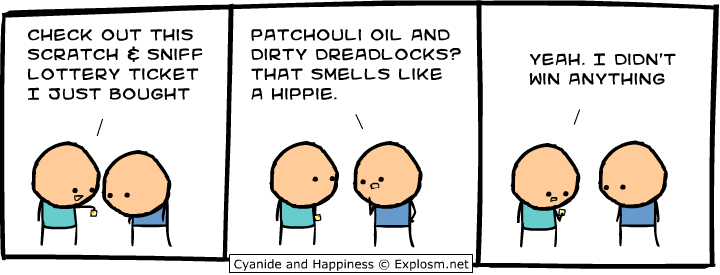 CHECK OUT THIS
SCRATCH & SNIFF
LOTTERY TICKET
I JUST BOUGHT
PATCHOULI OIL AND
DIRTY DREADLOCKS?
THAT SMELLS LIKE
A HIPPIE.
YEAH. I DIDN'T
WIN ANYTHING
Cyanide and Happiness © Explosm.net